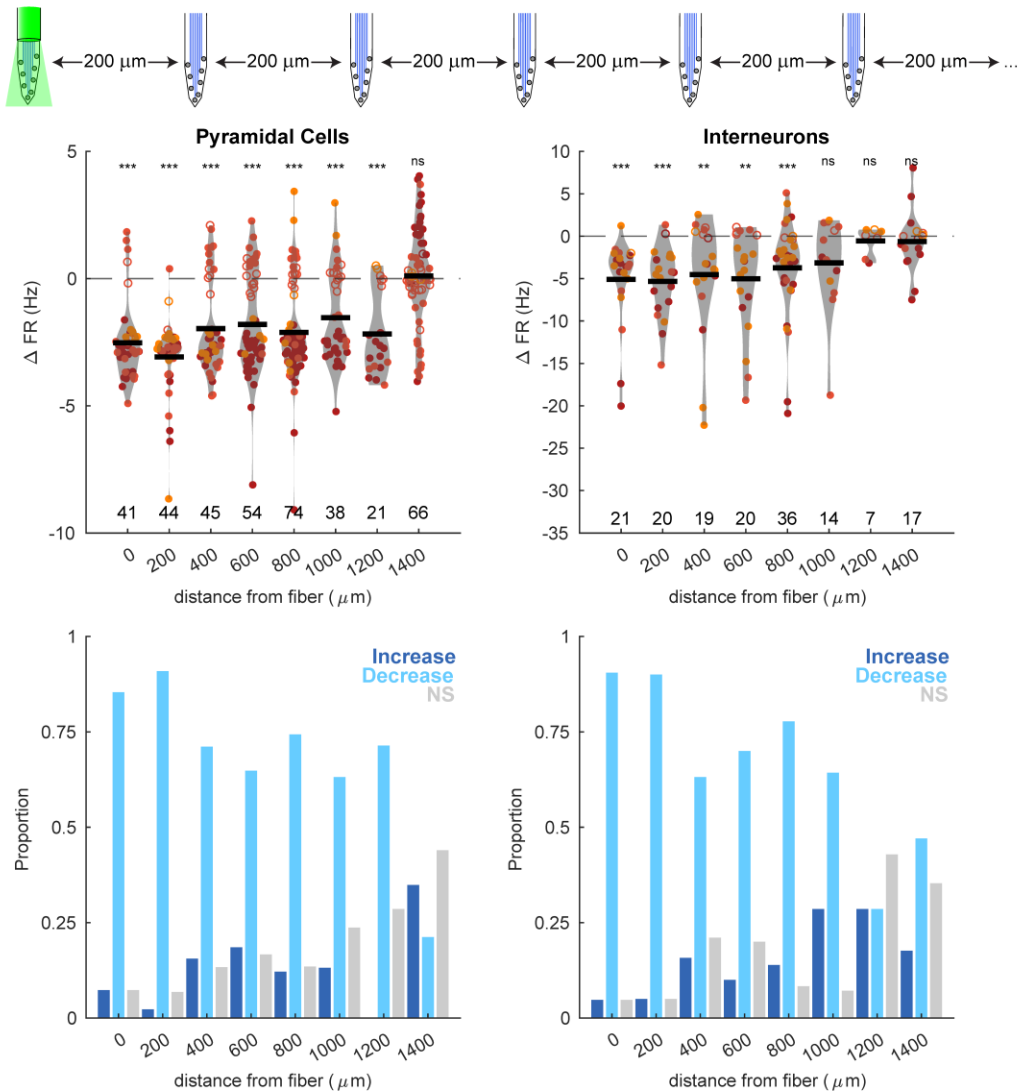 200 μm 200 μm 200 μm 200 μm 200 μm 200 μm ...
Pyramidal Cells
*** *** *** *** *** *** *** ns
5
0
-5
-10
Δ FR (Hz)
41 44 45 54 74 38 21 66
0 200 400 600 800 1000 1200 1400
distance from fiber ( μm)
Interneurons
*** *** ** ** *** ns ns ns
10
5
0
-5
-10
-15
-20
-25
-30
-35
Δ FR (Hz)
21 20 19 20 36 14 7 17
0 200 400 600 800 1000 1200 1400
distance from fiber ( μm)
Increase
Decrease
NS
1
0.75
0.5
0.25
0
Proportion
0 200 400 600 800 1000 1200 1400
distance from fiber ( μm)
Increase
Decrease
NS
1
0.75
0.5
0.25
0
Proportion
0 200 400 600 800 1000 1200 1400
distance from fiber ( μm)